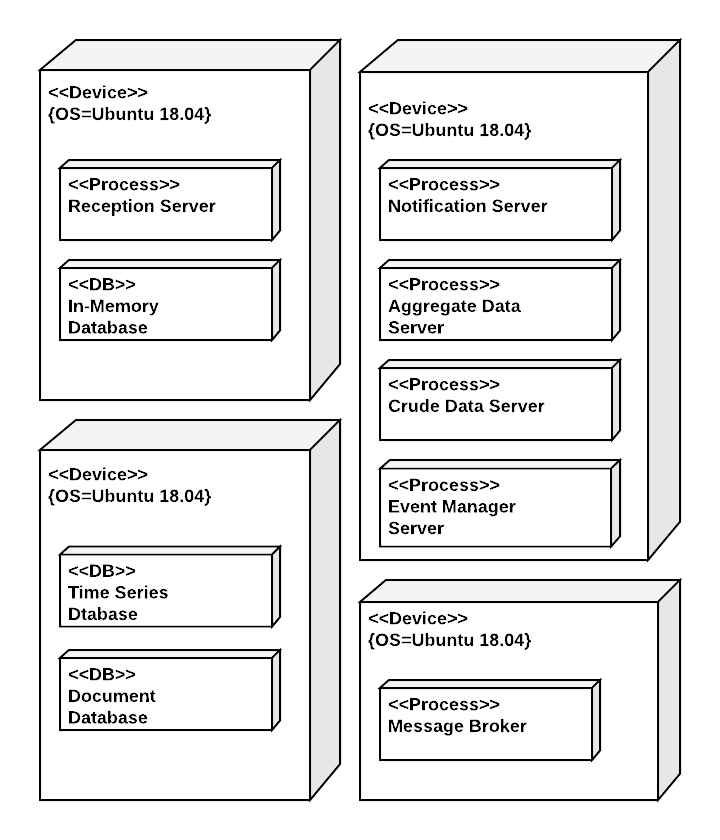 <<Device>>
{OS=Ubuntu 18.04}
<<Process>>
Reception Server
<<DB>>
In-Memory
Database
<<Device>>
{OS=Ubuntu 18.04}
<<Process>>
Notification Server
<<Process>>
Aggregate Data
Server
<<Process>>
Crude Data Server
<<Process>>
Event Manager
Server
<<Device>>
{OS=Ubuntu 18.04}
<<DB>>
Time Series
Dtabase
<<DB>>
Document
Database
<<Device>>
{OS=Ubuntu 18.04}
<<Process>>
Message Broker